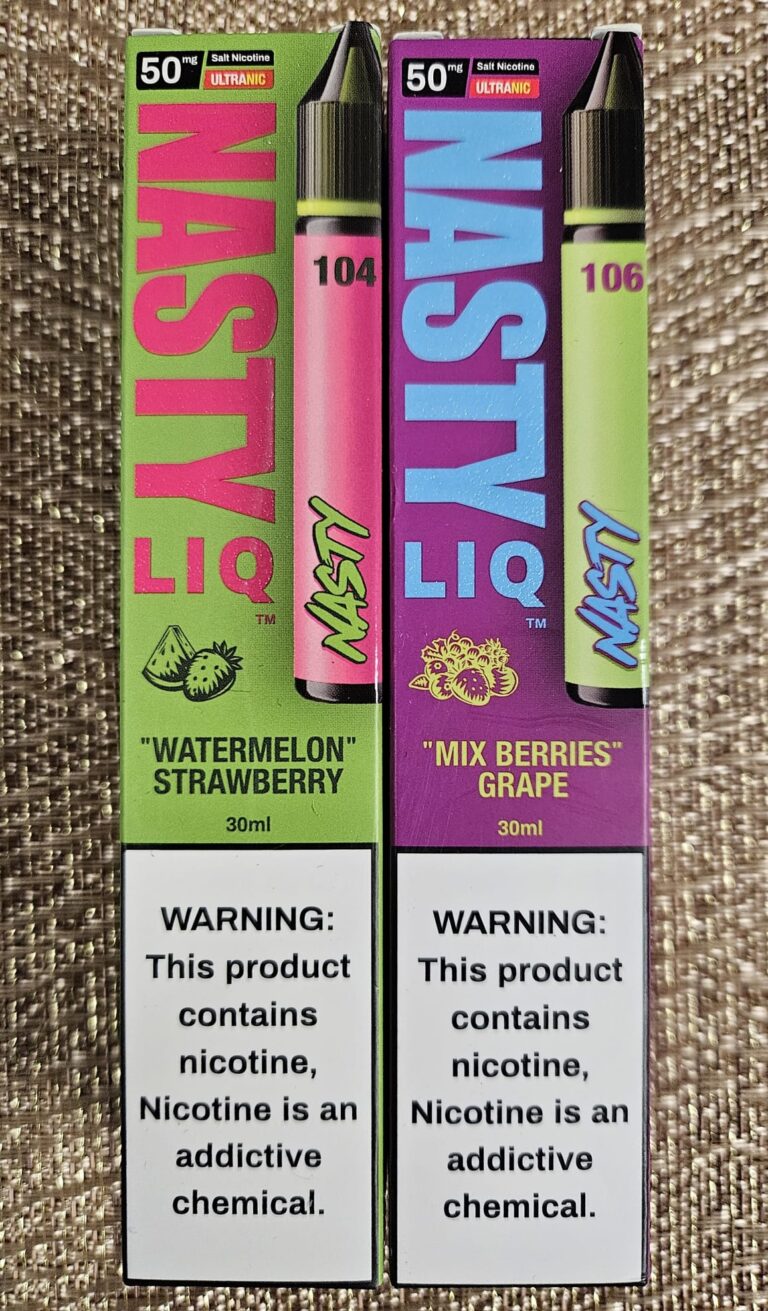 50mg
Salt Nicotine
ULTRANIC
NASTY
LIQ
TM
104
NASTY
"WATERMELON"
STRAWBERRY
30ml
WARNING:
This product
contains
nicotine,
Nicotine is an
addictive
chemical.
50mg
Salt Nicotine
ULTRANIC
NASTY
LIQ
TM
106
NASTY
"MIX BERRIES"
GRAPE
30ml
WARNING:
This product
contains
nicotine,
Nicotine is an
addictive
chemical.